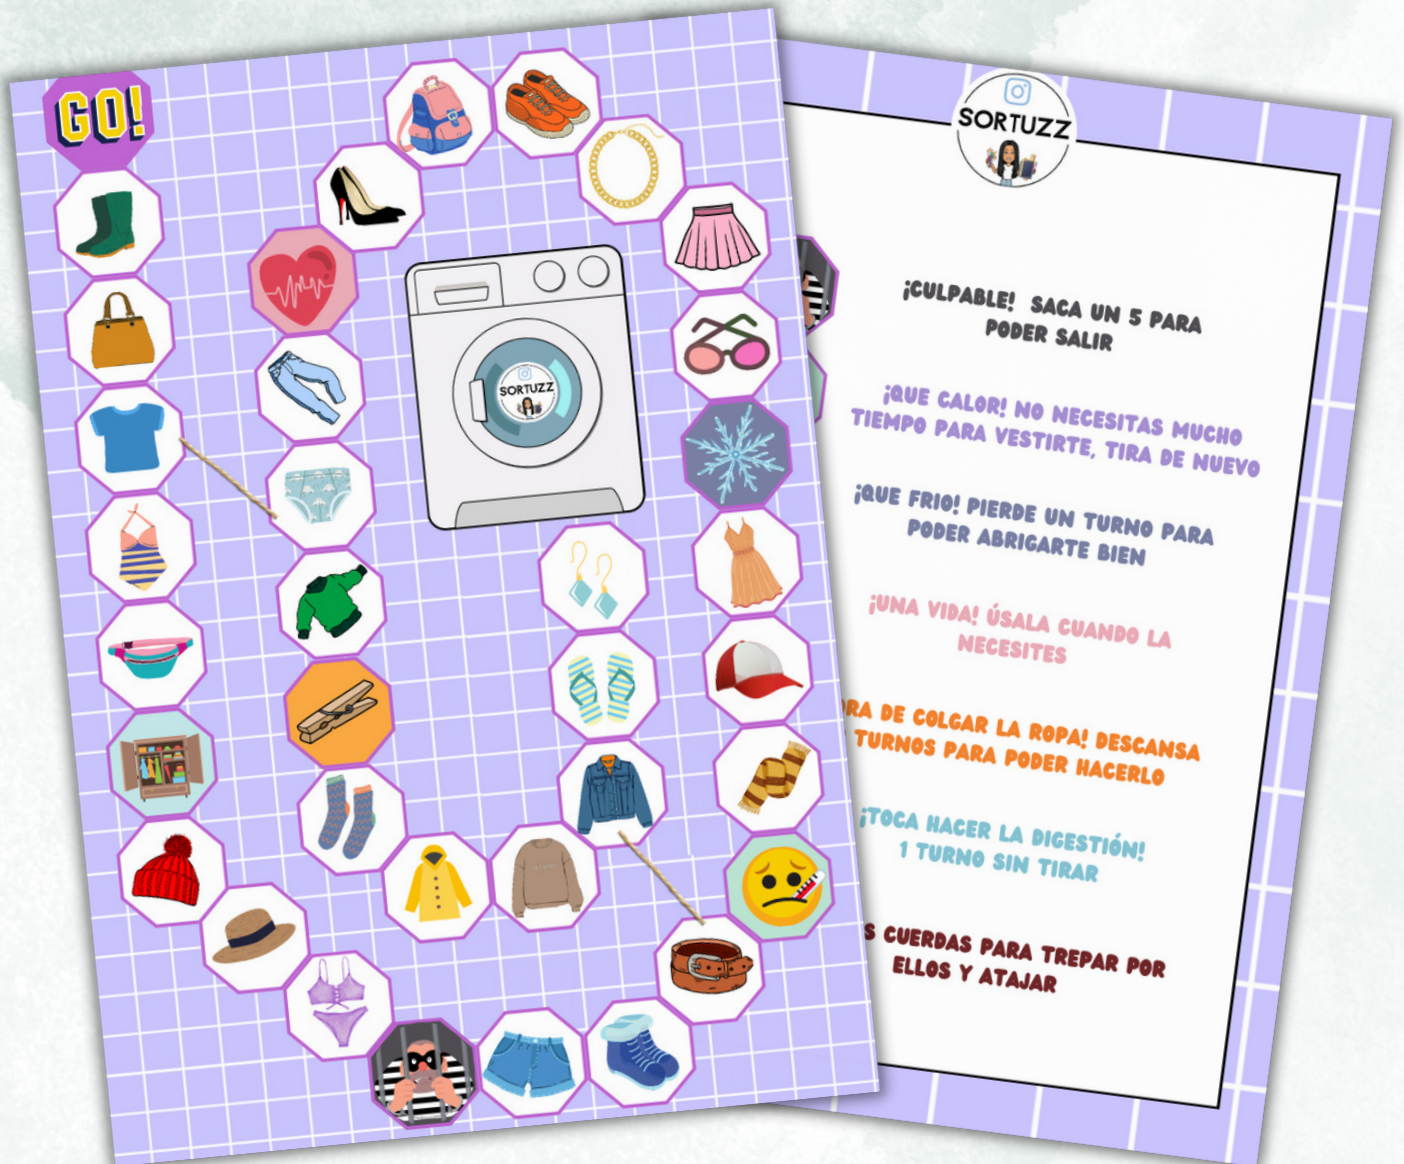 GO!
SORTUZZ
SORTUZZ
¡CULPABLE! SACA UN 5 PARA
PODER SALIR
¡QUE CALOR! NO NECESITAS MUCHO
TIEMPO PARA VESTIRTE, TIRA DE NUEVO
¡QUE FRIO! PIERDE UN TURNO PARA
PODER ABRIGARTE BIEN
¡UNA VIDA! ÚSALA CUANDO LA
NECESITES
DE COLGAR LA ROPA! DESCANSA
TURNOS PARA PODER HACERLO
¡TOCA HACER LA DIGESTIÓN!
1 TURNO SIN TIRAR
CUERDAS PARA TREPAR POR
ELLOS Y ATAJAR